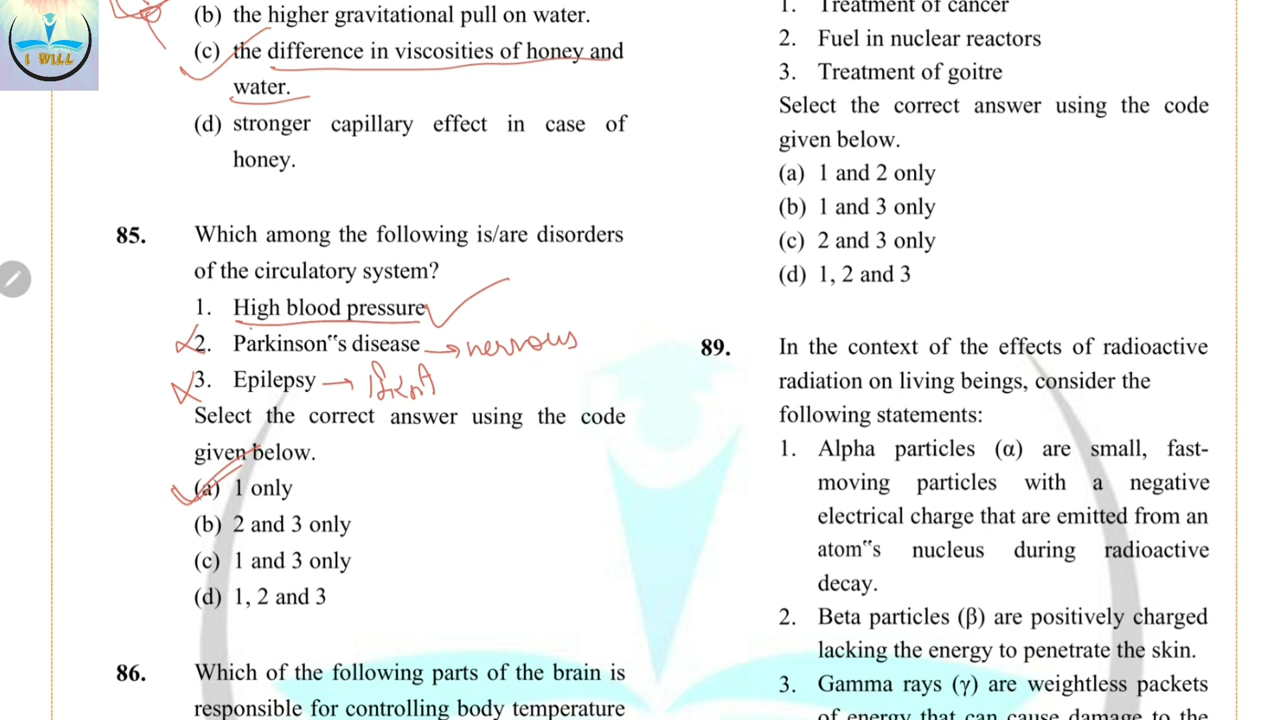 I WILL
(b) the higher gravitational pull on water.
(c) the difference in viscosities of honey and
water.
(d) stronger capillary effect in case of
honey.
85. Which among the following is/are disorders
of the circulatory system?
1. High blood pressure
2. Parkinson‟s disease → nervous
3. Epilepsy →
Select the correct answer using the code
given below.
(a) 1 only
(b) 2 and 3 only
(c) 1 and 3 only
(d) 1, 2 and 3
86. Which of the following parts of the brain is
responsible for controlling body temperature
1. Treatment of cancer
2. Fuel in nuclear reactors
3. Treatment of goitre
Select the correct answer using the code
given below.
(a) 1 and 2 only
(b) 1 and 3 only
(c) 2 and 3 only
(d) 1, 2 and 3
89. In the context of the effects of radioactive
radiation on living beings, consider the
following statements:
1. Alpha particles (α) are small, fast-
moving particles with a negative
electrical charge that are emitted from an
atom‟s nucleus during radioactive
decay.
2. Beta particles (β) are positively charged
lacking the energy to penetrate the skin.
3. Gamma rays (γ) are weightless packets
of energy that can cause damage to the